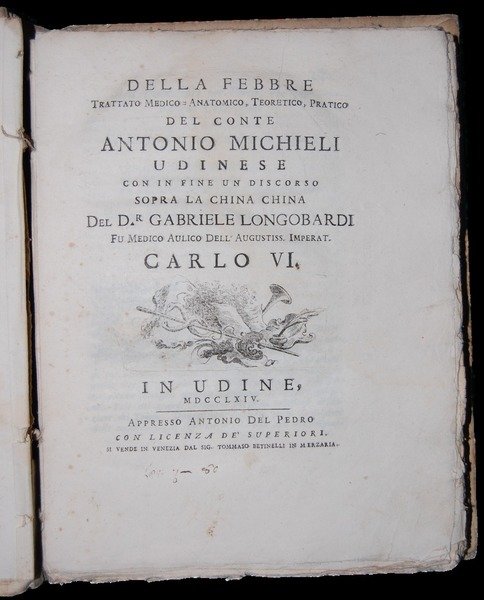 DELLA FEBBRE
TRATTATO MEDICO=ANATOMICO, TEORETICO, PRATICO
DEL CONTE
ANTONIO MICHIELI
UDINESE
CON IN FINE UN DISCORSO
SOPRA LA CHINA CHINA
DEL D.R GABRIELE LONGOBARDI
FU MEDICO AULICO DELL' AUGUSTISS. IMPERAT.
CARLO VI.
IN UDINE,
MDCCLXIV.
APPRESSO ANTONIO DEL PEDRO
CON LICENZA DE' SUPERIORI.
SI VENDE IN VENEZIA DAL SIG. TOMMASO BETINELLI IN MERZARIA.